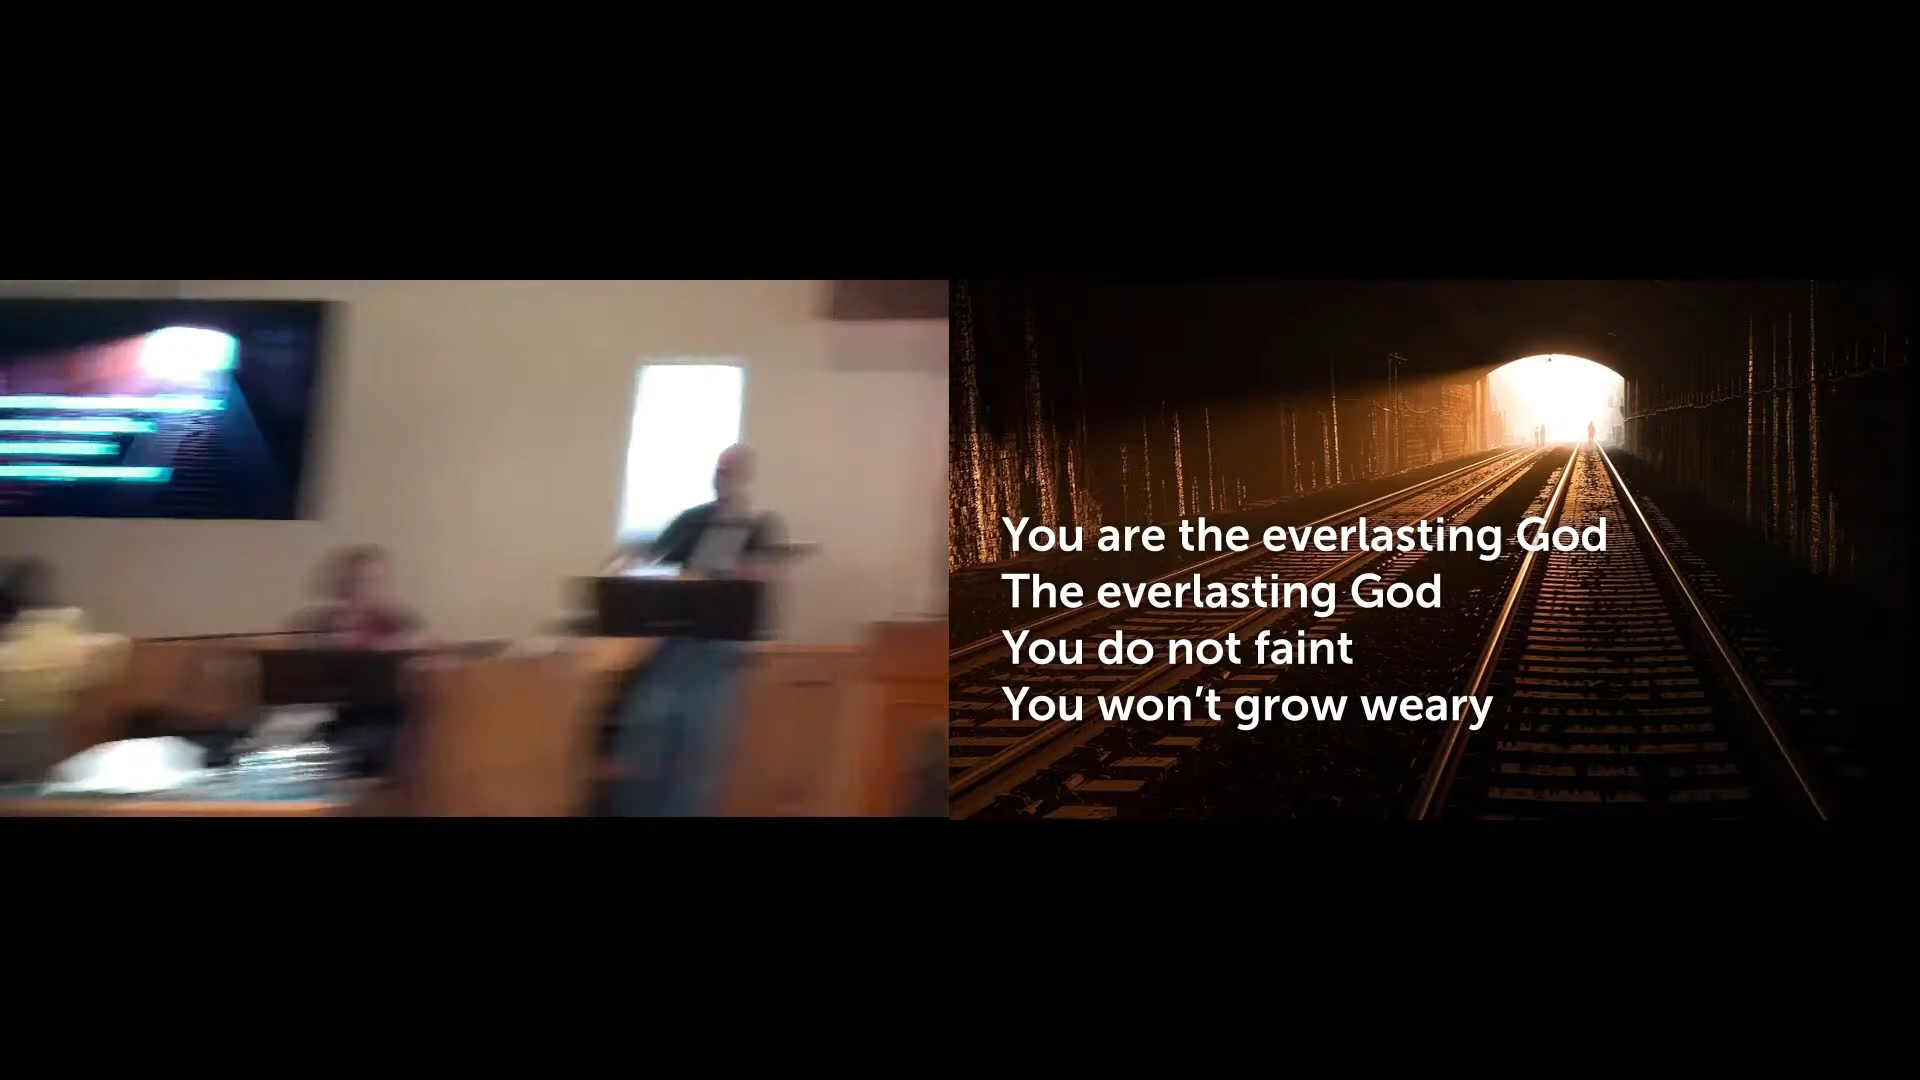 You are the everlasting God
The everlasting God
You do not faint
You won’t grow weary